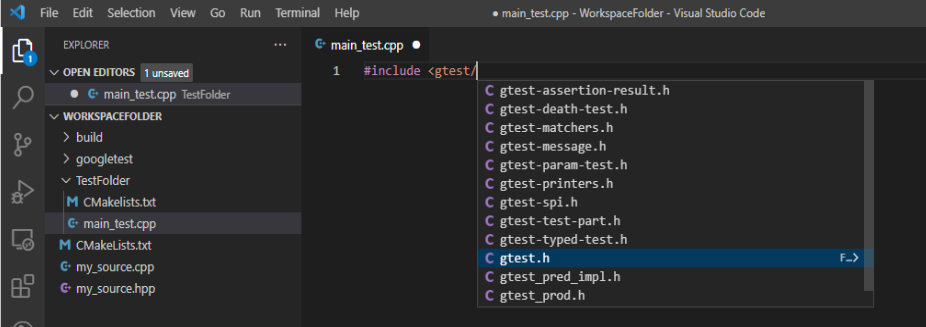 File Edit Selection View Go Run Terminal Help ● main_test.cpp - WorkspaceFolder - Visual Studio Code
1
EXPLORER ···
OPEN EDITORS 1 unsaved
● main_test.cpp TestFolder
WORKSPACEFOLDER
build
googletest
TestFolder
M CMakelists.txt
main_test.cpp
M CMakeLists.txt
my_source.cpp
my_source.hpp
main_test.cpp ●
1 #include <gtest/
C gtest-assertion-result.h
C gtest-death-test.h
C gtest-matchers.h
C gtest-message.h
C gtest-param-test.h
C gtest-printers.h
C gtest-spi.h
C gtest-test-part.h
C gtest-typed-test.h
C gtest.h F…>
C gtest_pred_impl.h
C gtest_prod.h